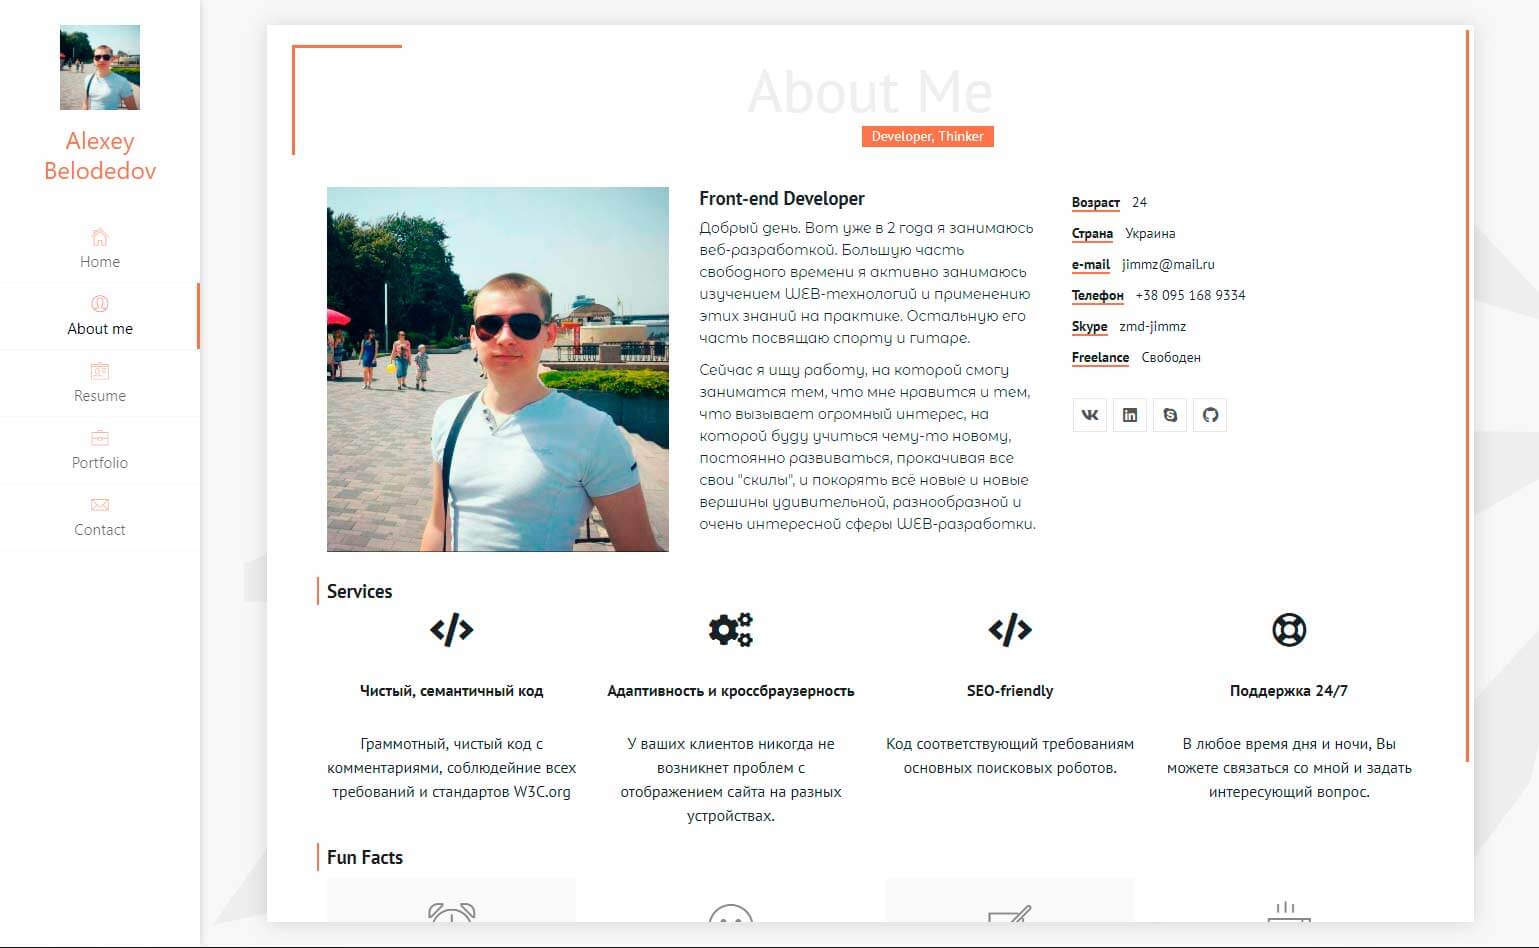 Alexey
Belodedov
Home
About me
Resume
Portfolio
Contact
About Me
Developer, Thinker
Front-end Developer
Добрый день. Вот уже в 2 года я занимаюсь
веб-разработкой. Большую часть
свободного времени я активно занимаюсь
изучением WEB-технологий и применению
этих знаний на практике. Остальную его
часть посвящаю спорту и гитаре.
Сейчас я ищу работу, на которой смогу
заниматся тем, что мне нравится и тем,
что вызывает огромный интерес, на
которой буду учиться чему-то новому,
постоянно развиваться, прокачивая все
свои "скилы", и покорять всё новые и новые
вершины удивительной, разнообразной и
очень интересной сферы WEB-разработки.
Возраст 24
Страна Украина
e-mail jimmz@mail.ru
Телефон +38 095 168 9334
Skype zmd-jimmz
Freelance Свободен
Services
Чистый, семантичный код
Граммотный, чистый код с
комментариями, соблюдейние всех
требований и стандартов W3C.org
Адаптивность и кроссбраузерность
У ваших клиентов никогда не
возникнет проблем с
отображением сайта на разных
устройствах.
SEO-friendly
Код соответствующий требованиям
основных поисковых роботов.
Поддержка 24/7
В любое время дня и ночи, Вы
можете связаться со мной и задать
интересующий вопрос.
Fun Facts